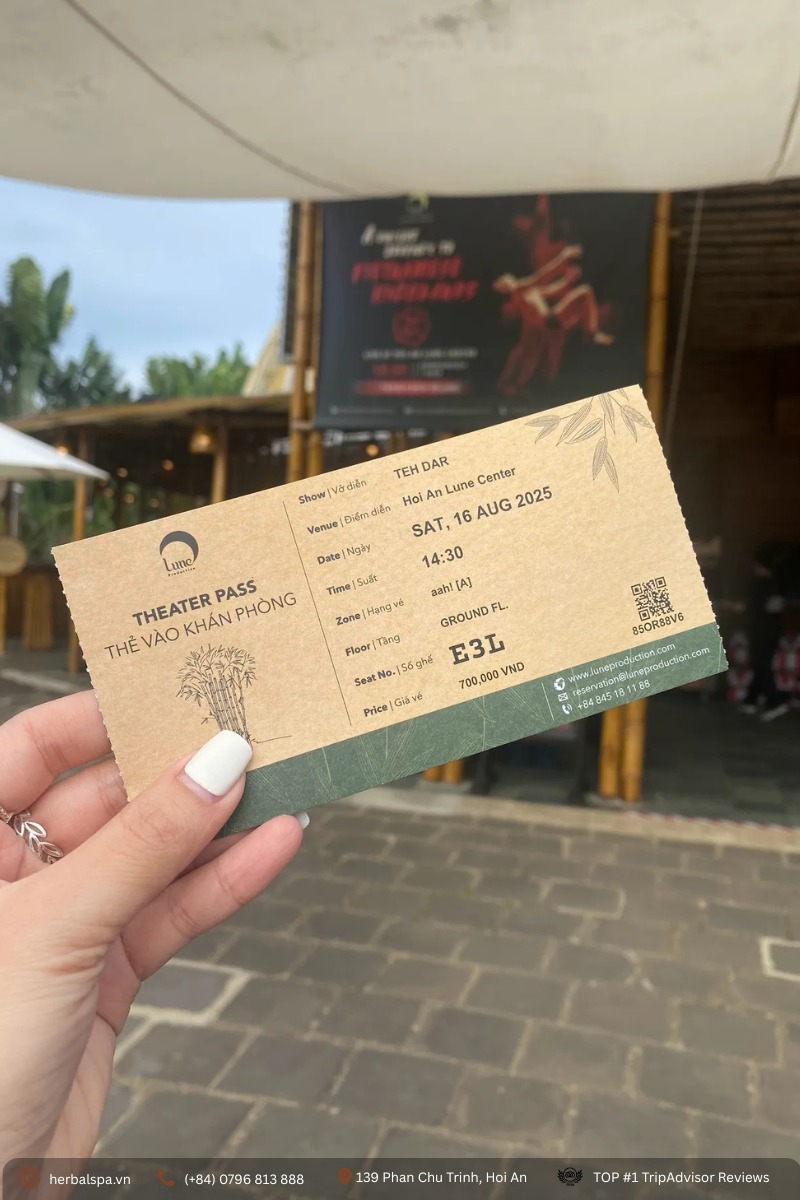 Lune
Production
THEATER PASS
THẺ VÀO KHÁN PHÒNG
Show | Vở diễn TEH DAR
Venue | Điểm diễn Hoi An Lune Center
Date | Ngày SAT, 16 AUG 2025
Time | Suất 14:30
Zone | Hạng vé aah! [A]
Floor | Tầng GROUND FL.
Seat No. | Số ghế E3L
Price | Giá vé 700,000 VND
85OR88V6
www.luneproduction.com
reservation@luneproduction.com
+84 845 18 11 88
herbalspa.vn (+84) 0796 813 888 139 Phan Chu Trinh, Hoi An TOP #1 TripAdvisor Reviews